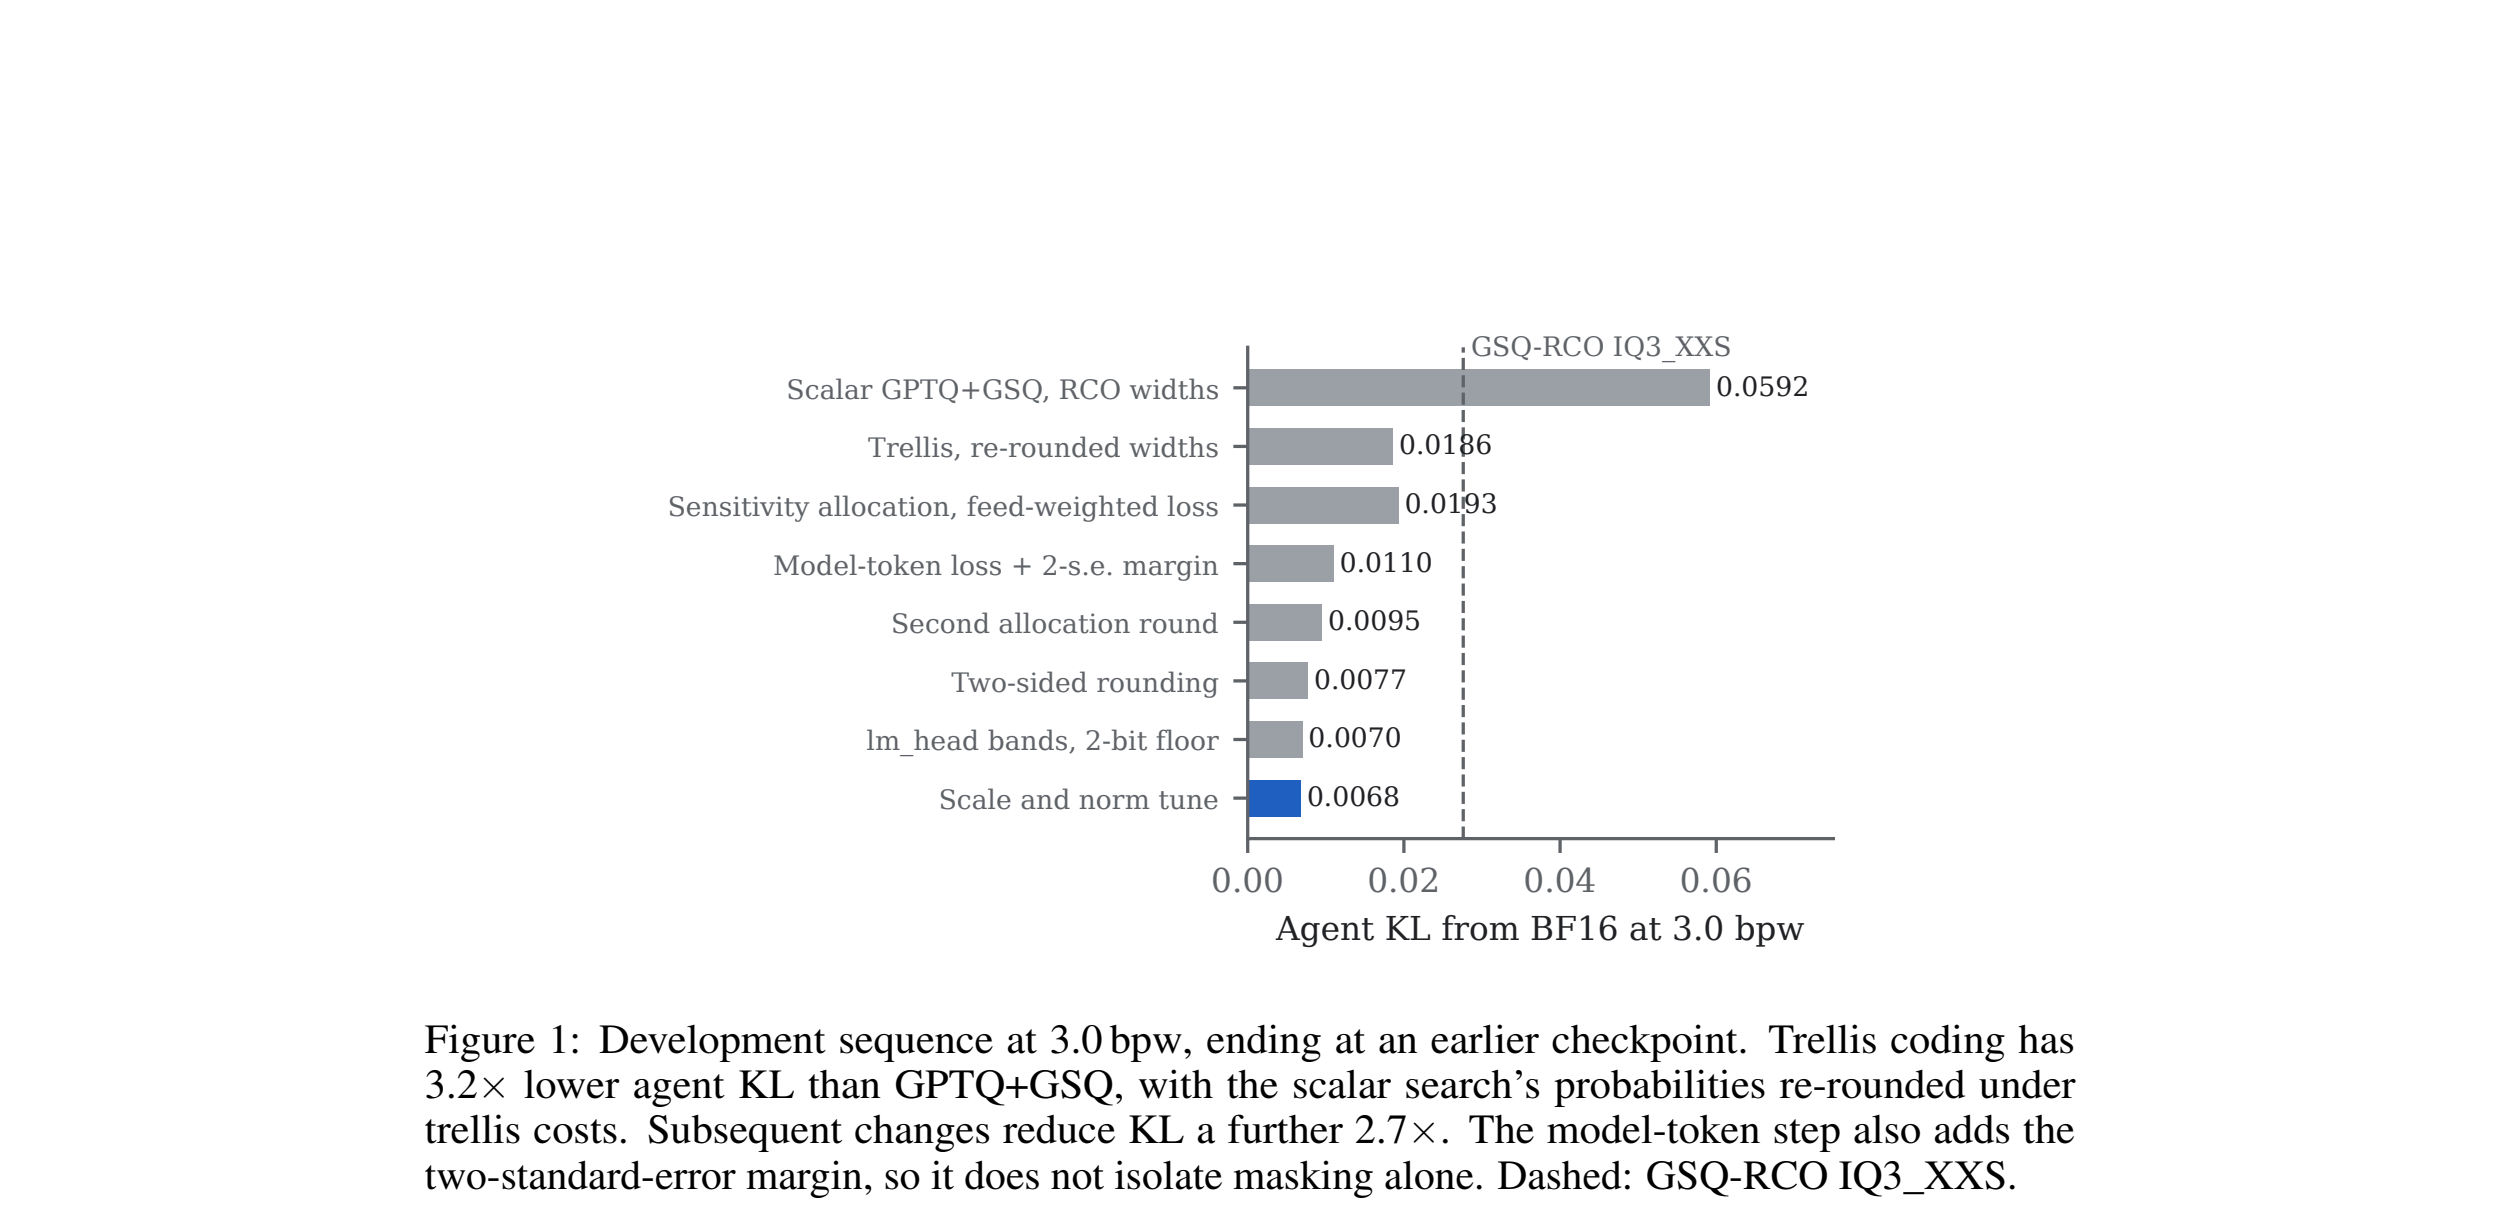 GSQ-RCO IQ3_XXS
Scalar GPTQ+GSQ, RCO widths 0.0592
Trellis, re-rounded widths 0.0186
Sensitivity allocation, feed-weighted loss 0.0193
Model-token loss + 2-s.e. margin 0.0110
Second allocation round 0.0095
Two-sided rounding 0.0077
lm_head bands, 2-bit floor 0.0070
Scale and norm tune 0.0068
0.00 0.02 0.04 0.06
Agent KL from BF16 at 3.0 bpw
Figure 1: Development sequence at 3.0 bpw, ending at an earlier checkpoint. Trellis coding has
3.2× lower agent KL than GPTQ+GSQ, with the scalar search’s probabilities re-rounded under
trellis costs. Subsequent changes reduce KL a further 2.7×. The model-token step also adds the
two-standard-error margin, so it does not isolate masking alone. Dashed: GSQ-RCO IQ3_XXS.